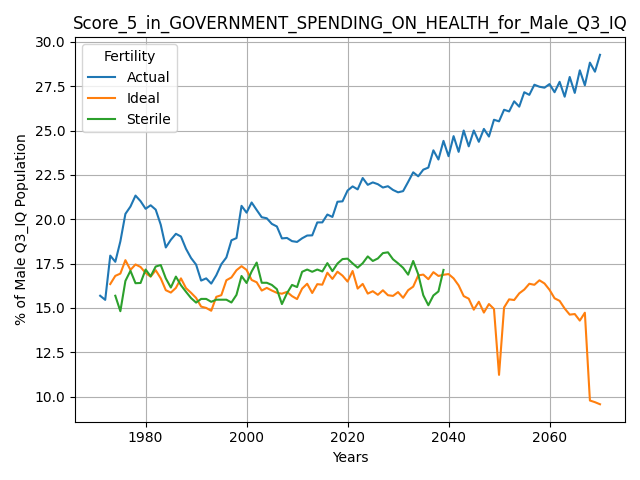 Score_5_in_GOVERNMENT_SPENDING_ON_HEALTH_for_Male_Q3_IQ
Fertility
Actual
Ideal
Sterile
% of Male Q3_IQ Population
30.0
27.5
25.0
22.5
20.0
17.5
15.0
12.5
10.0
1980
2000
2020
2040
2060
Years